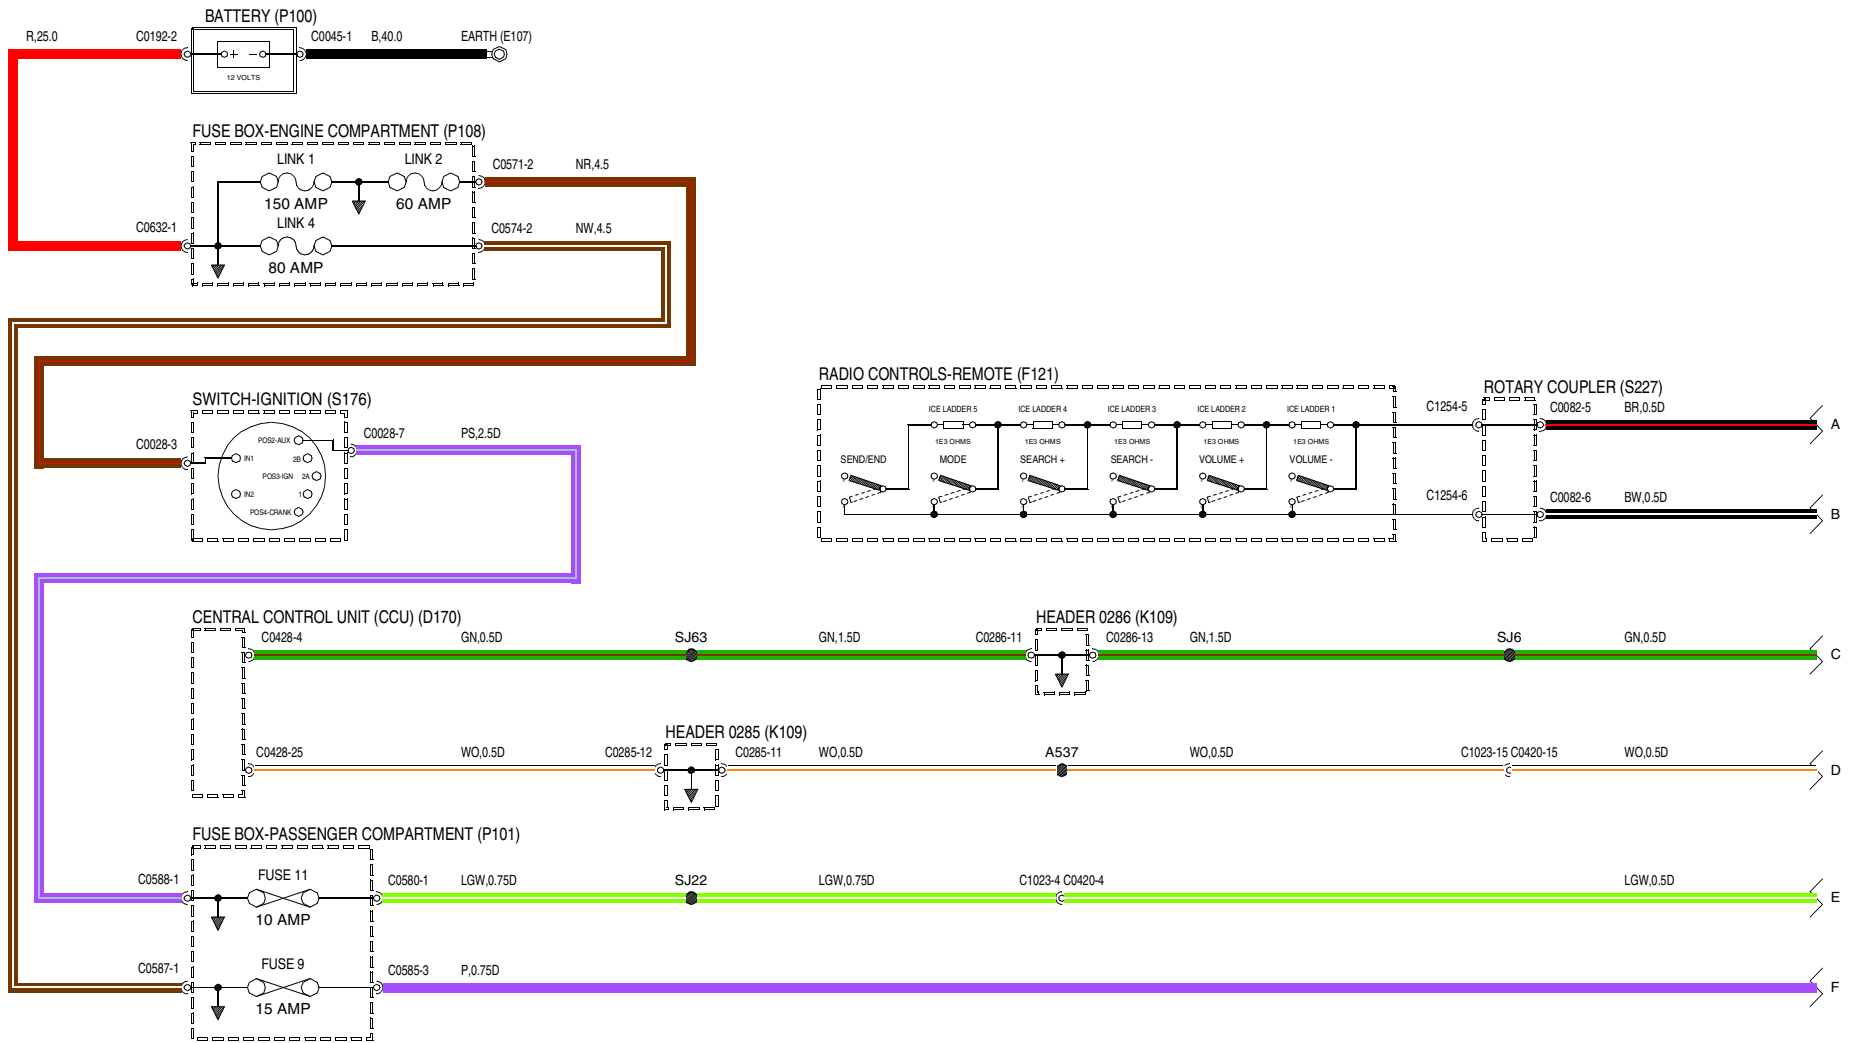 BATTERY (P100)
R,25.0
C0192-2
+
−
12 VOLTS
C0045-1
B,40.0
EARTH (E107)
FUSE BOX-ENGINE COMPARTMENT (P108)
LINK 1
LINK 2
150 AMP
60 AMP
C0571-2
NR,4.5
LINK 4
80 AMP
C0632-1
C0574-2
NW,4.5
SWITCH-IGNITION (S176)
C0028-3
POS2-AUX
IN1
2B
POS3-IGN
2A
IN2
1
POS4-CRANK
C0028-7
PS,2.5D
RADIO CONTROLS-REMOTE (F121)
ICE LADDER 5
ICE LADDER 4
ICE LADDER 3
ICE LADDER 2
ICE LADDER 1
1E3 OHMS
1E3 OHMS
1E3 OHMS
1E3 OHMS
1E3 OHMS
SEND/END
MODE
SEARCH +
SEARCH -
VOLUME +
VOLUME -
C1254-5
C1254-6
ROTARY COUPLER (S227)
C0082-5
BR,0.5D
A
C0082-6
BW,0.5D
B
CENTRAL CONTROL UNIT (CCU) (D170)
C0428-4
GN,0.5D
SJ63
GN,1.5D
C0286-11
HEADER 0286 (K109)
C0286-13
GN,1.5D
SJ6
GN,0.5D
C
C0428-25
WO,0.5D
C0285-12
HEADER 0285 (K109)
C0285-11
WO,0.5D
A537
WO,0.5D
C1023-15 C0420-15
WO,0.5D
D
FUSE BOX-PASSENGER COMPARTMENT (P101)
C0588-1
FUSE 11
10 AMP
C0580-1
LGW,0.75D
SJ22
LGW,0.75D
C1023-4 C0420-4
LGW,0.5D
E
C0587-1
FUSE 9
15 AMP
C0585-3
P,0.75D
F